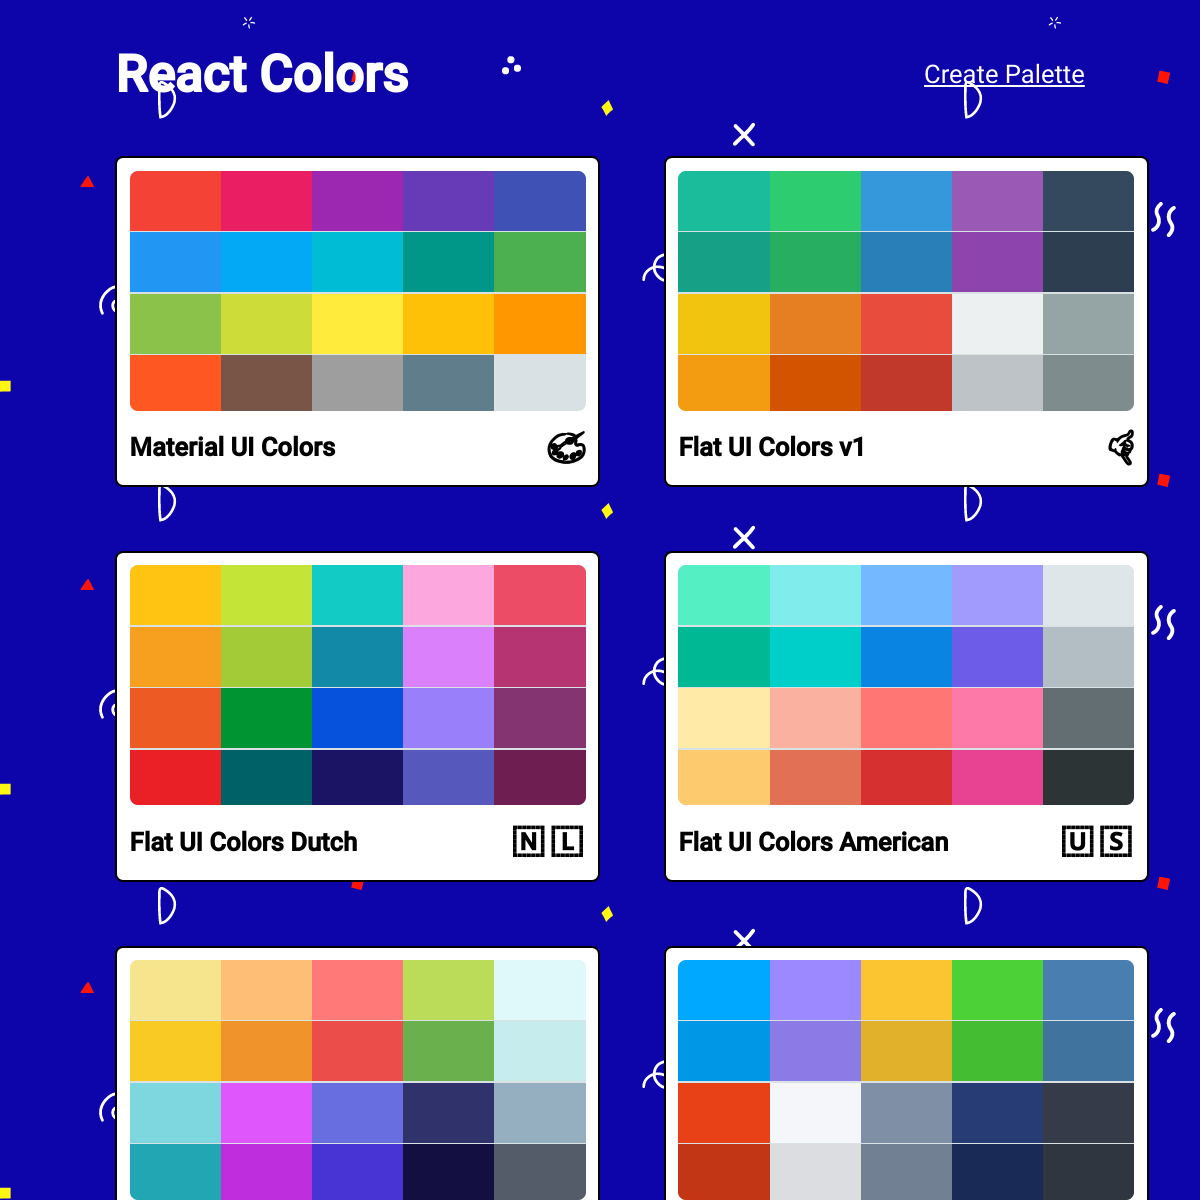 React Colors
Create Palette
Material UI Colors
Flat UI Colors v1
Flat UI Colors Dutch
🇳 🇱
Flat UI Colors American
🇺 🇸